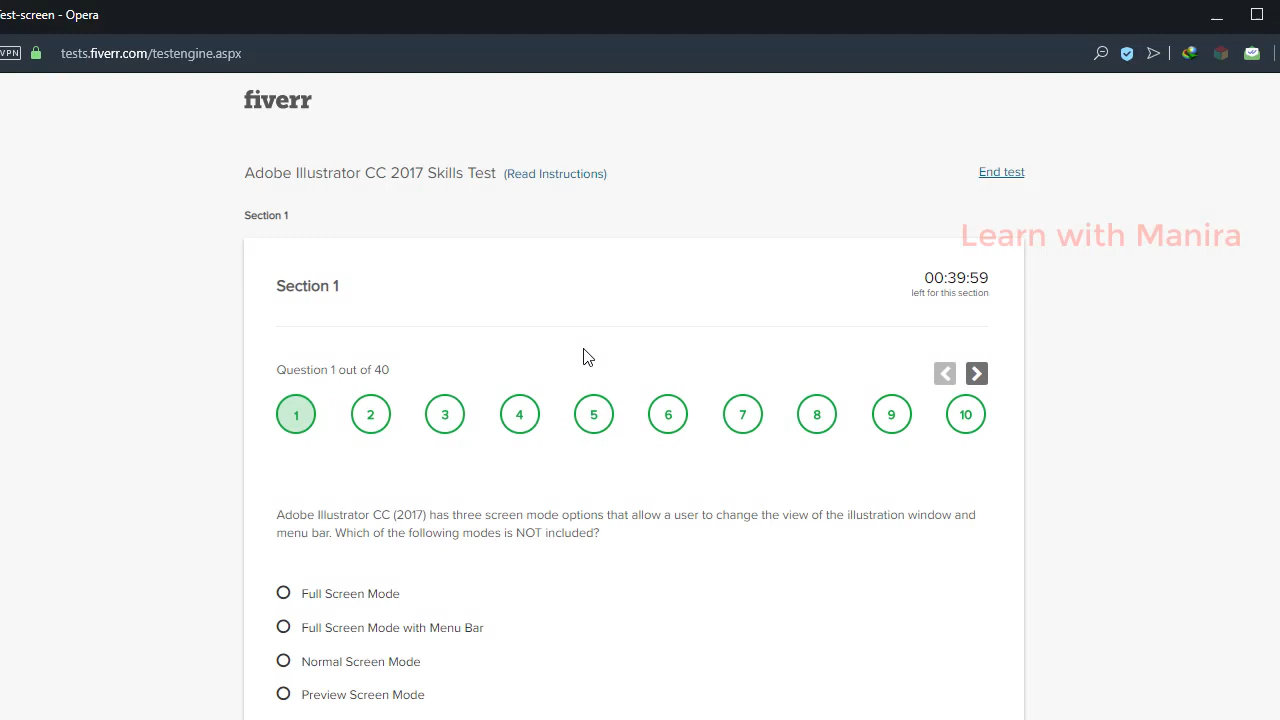 est-screen - Opera
VPN
tests.fiverr.com/testengine.aspx
fiverr
Adobe Illustrator CC 2017 Skills Test (Read Instructions)
End test
Section 1
Learn with Manira
Section 1
00:39:59
left for this section
Question 1 out of 40
1 2 3 4 5 6 7 8 9 10
Adobe Illustrator CC (2017) has three screen mode options that allow a user to change the view of the illustration window and
menu bar. Which of the following modes is NOT included?
Full Screen Mode
Full Screen Mode with Menu Bar
Normal Screen Mode
Preview Screen Mode